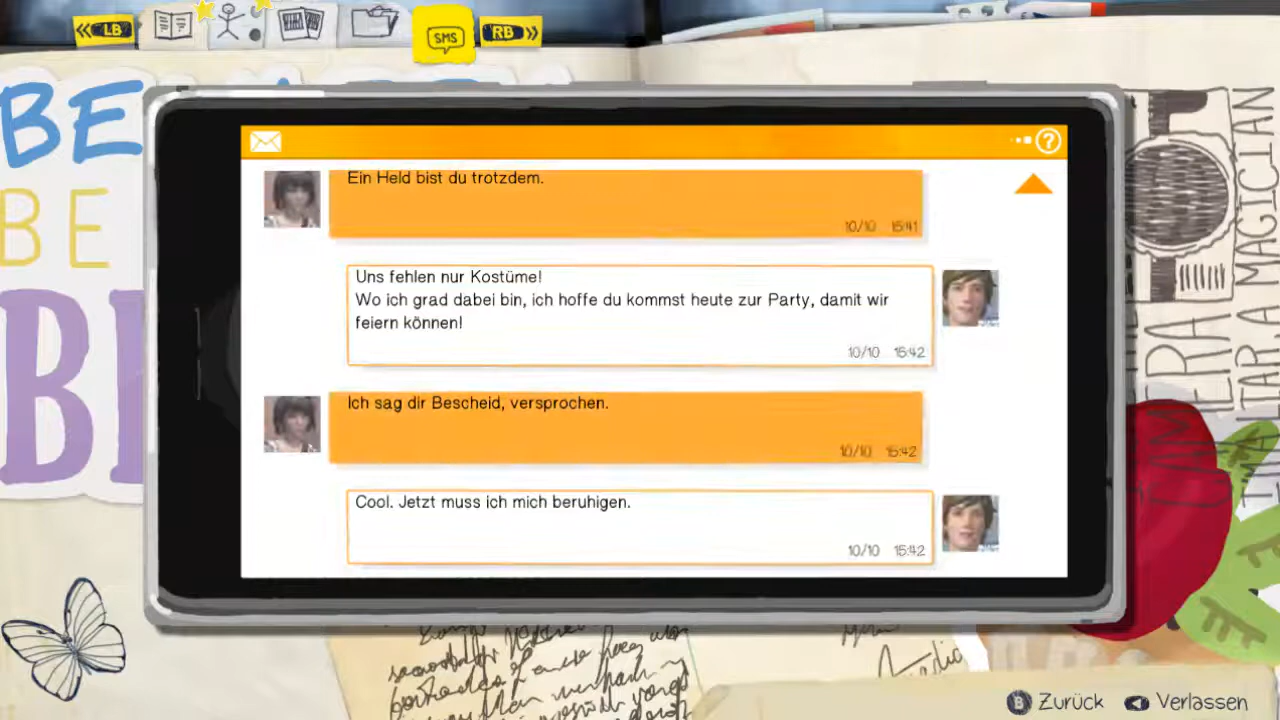 LB
SMS
RB
BE
BE
Ein Held bist du trotzdem.
10/10 15:41
Uns fehlen nur Kostüme!
Wo ich grad dabei bin, ich hoffe du kommst heute zur Party, damit wir
feiern können!
10/10 15:42
Ich sag dir Bescheid, versprochen.
10/10 15:42
Cool. Jetzt muss ich mich beruhigen.
10/10 15:42
MAGICIAN
B Zurück
Verlassen